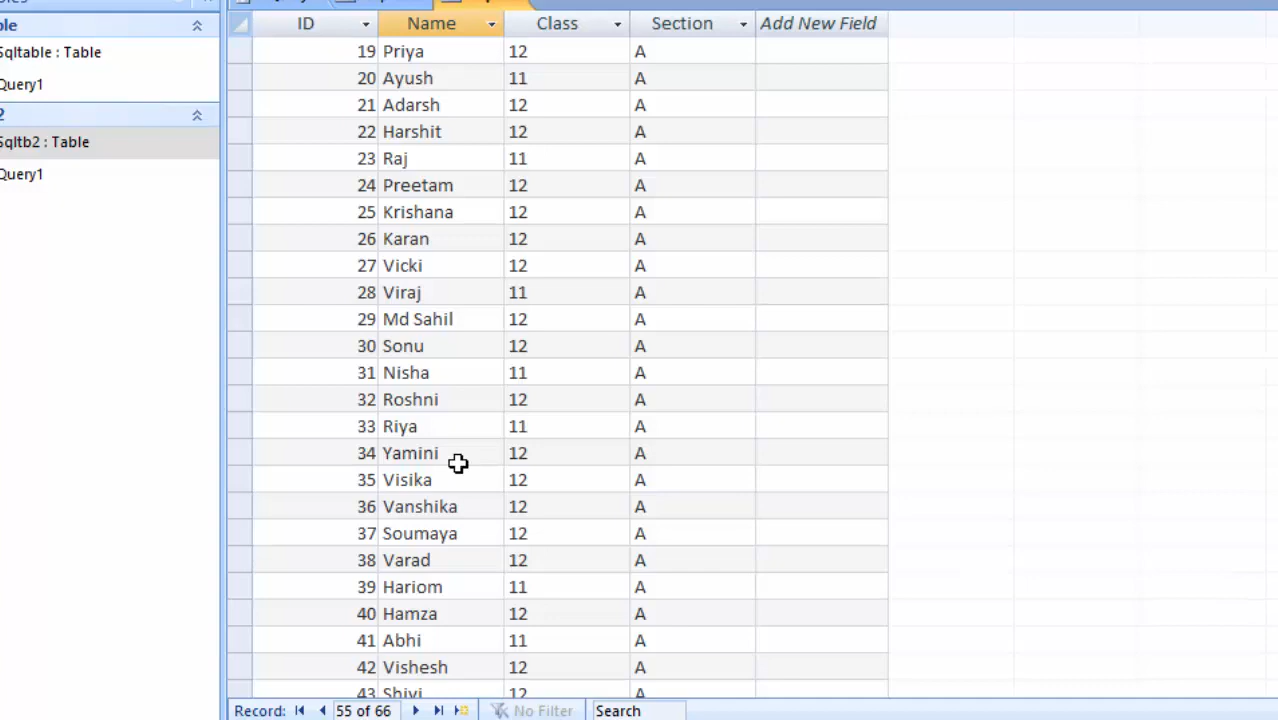 ID Name Class Section Add New Field
Sqltable : Table
Query1
2
Sqltb2 : Table
Query1
19 Priya 12 A
20 Ayush 11 A
21 Adarsh 12 A
22 Harshit 12 A
23 Raj 11 A
24 Preetam 12 A
25 Krishana 12 A
26 Karan 12 A
27 Vicki 12 A
28 Viraj 11 A
29 Md Sahil 12 A
30 Sonu 12 A
31 Nisha 11 A
32 Roshni 12 A
33 Riya 11 A
34 Yamini 12 A
35 Visika 12 A
36 Vanshika 12 A
37 Soumaya 12 A
38 Varad 12 A
39 Hariom 11 A
40 Hamza 12 A
41 Abhi 11 A
42 Vishesh 12 A
43 Shivi 12 A
Record: 55 of 66 No Filter Search